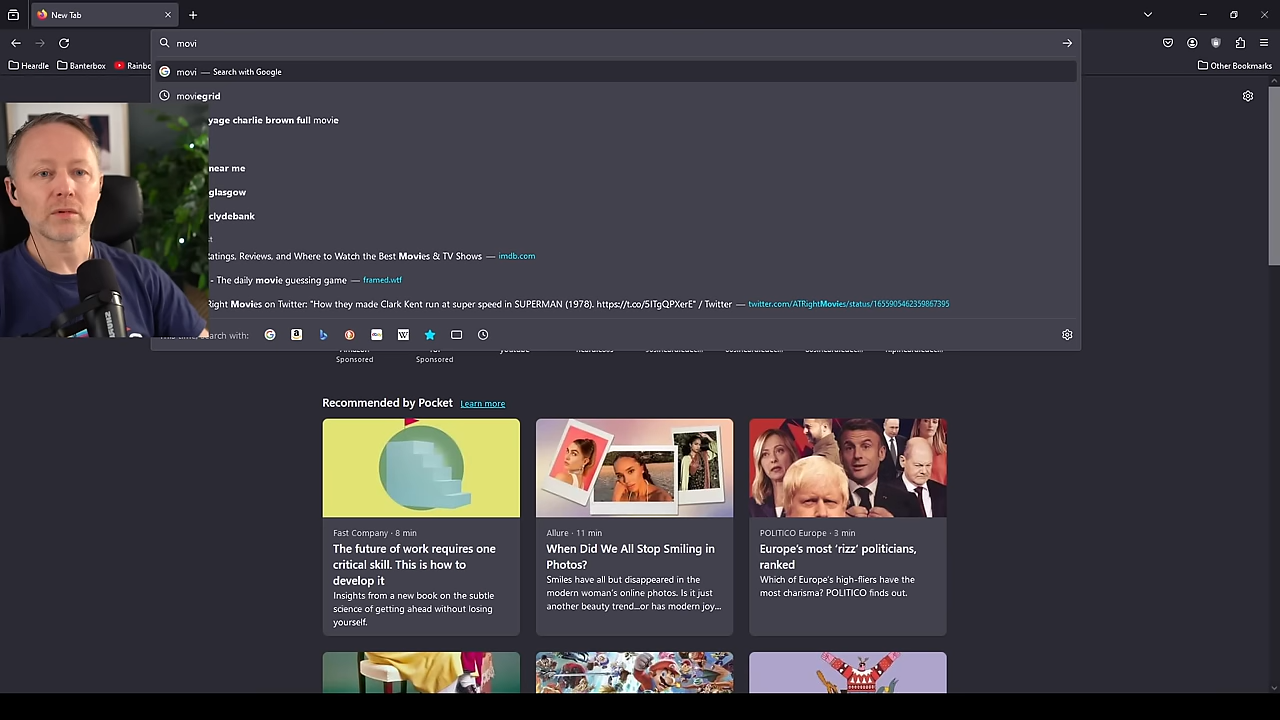 New Tab
movi
Heardle
Banterbox
Rainbo
Other Bookmarks
movi — Search with Google
moviegrid
yage charlie brown full movie
near me
glasgow
clydebank
atings, Reviews, and Where to Watch the Best Movies & TV Shows — imdb.com
- The daily movie guessing game — framed.wtf
Right Movies on Twitter: "How they made Clark Kent run at super speed in SUPERMAN (1978). https://t.co/5ITgQPXerE" / Twitter — twitter.com/ATRightMovies/status/1655905462359867395
This time, search with:
Sponsored
Sponsored
Recommended by Pocket Learn more
Fast Company · 8 min
The future of work requires one
critical skill. This is how to
develop it
Insights from a new book on the subtle
science of getting ahead without losing
yourself.
Allure · 11 min
When Did We All Stop Smiling in
Photos?
Smiles have all but disappeared in the
modern woman's online photos. Is it just
another beauty trend...or has modern joy...
POLITICO Europe · 3 min
Europe's most 'rizz' politicians,
ranked
Which of Europe's high-fliers have the
most charisma? POLITICO finds out.